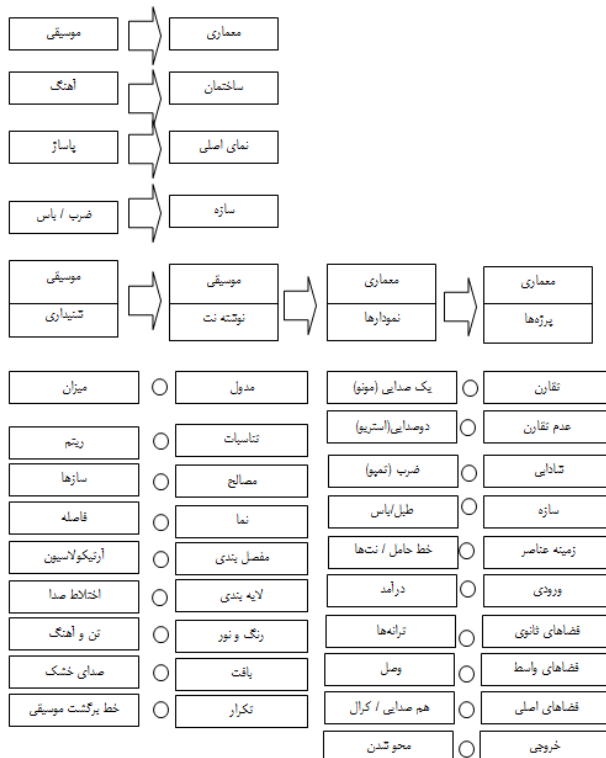 موسیقی معماری
آهنگ ساختمان
پاساژ نمای اصلی
ضرب / باس سازه
موسیقی موسیقی معماری معماری
شنیداری نوشته نت نمودارها پرژه‌ها
میزان مدول
ریتم تناسبات
سازها مصالح
فاصله نما
آرتیکولاسیون مفصل بندی
اختلاط صدا لایه بندی
تن و آهنگ رنگ و نور
صدای خشک بافت
خط برگشت موسیقی تکرار
یک صدایی (مونو) تقارن
دوصدایی(استریو) عدم تقارن
ضرب (تمپو) شادابی
طبل/باس سازه
خط حامل / نت‌ها زمینه عناصر
درآمد ورودی
ترانه‌ها فضاهای ثانوی
وصل فضاهای واسط
هم صدایی / کرال فضاهای اصلی
محو شدن خروجی